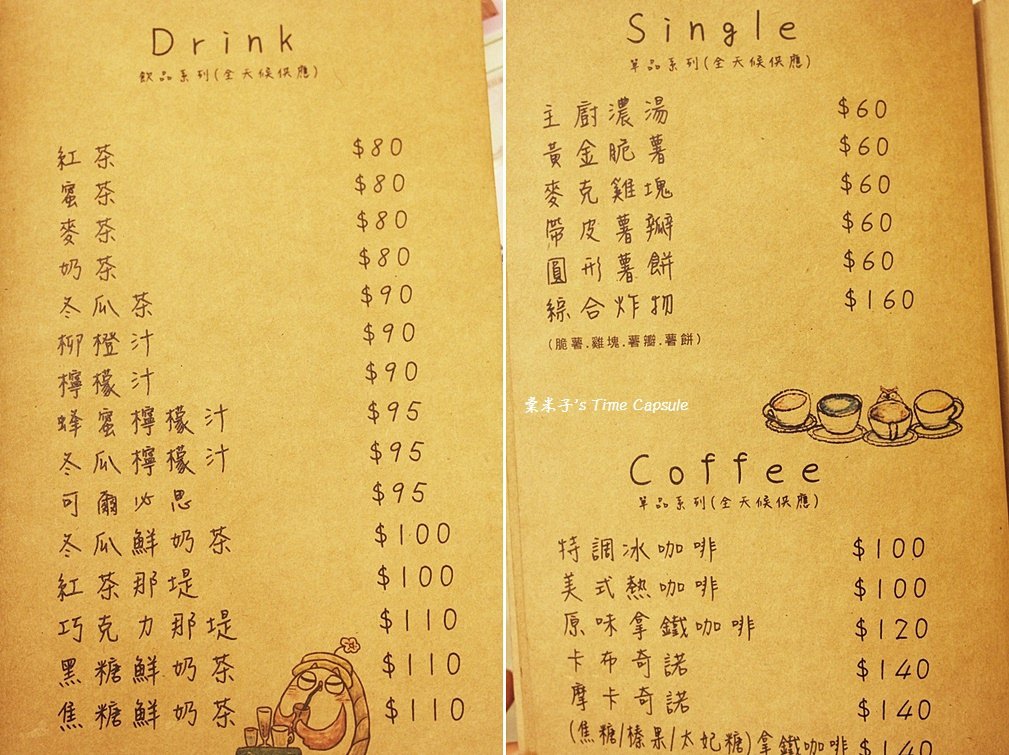 Drink
飲品系列(全天候供應)
紅茶 $80
蜜茶 $80
麥茶 $80
奶茶 $80
冬瓜茶 $90
柳橙汁 $90
檸檬汁 $90
蜂蜜檸檬汁 $95
冬瓜檸檬汁 $95
可爾必思 $95
冬瓜鮮奶茶 $100
紅茶那堤 $100
巧克力那堤 $110
黑糖鮮奶茶 $110
焦糖鮮奶茶 $110
Single
單品系列(全天候供應)
主廚濃湯 $60
黃金脆薯 $60
麥克雞塊 $60
帶皮薯瓣 $60
圓形薯餅 $60
綜合炸物 $160
(脆薯.雞塊.薯瓣.薯餅)
栗米子's Time Capsule
Coffee
單品系列(全天候供應)
特調冰咖啡 $100
美式熱咖啡 $100
原味拿鐵咖啡 $120
卡布奇諾 $140
摩卡奇諾 $140
(焦糖/榛果/太妃糖)拿鐵咖啡 $140